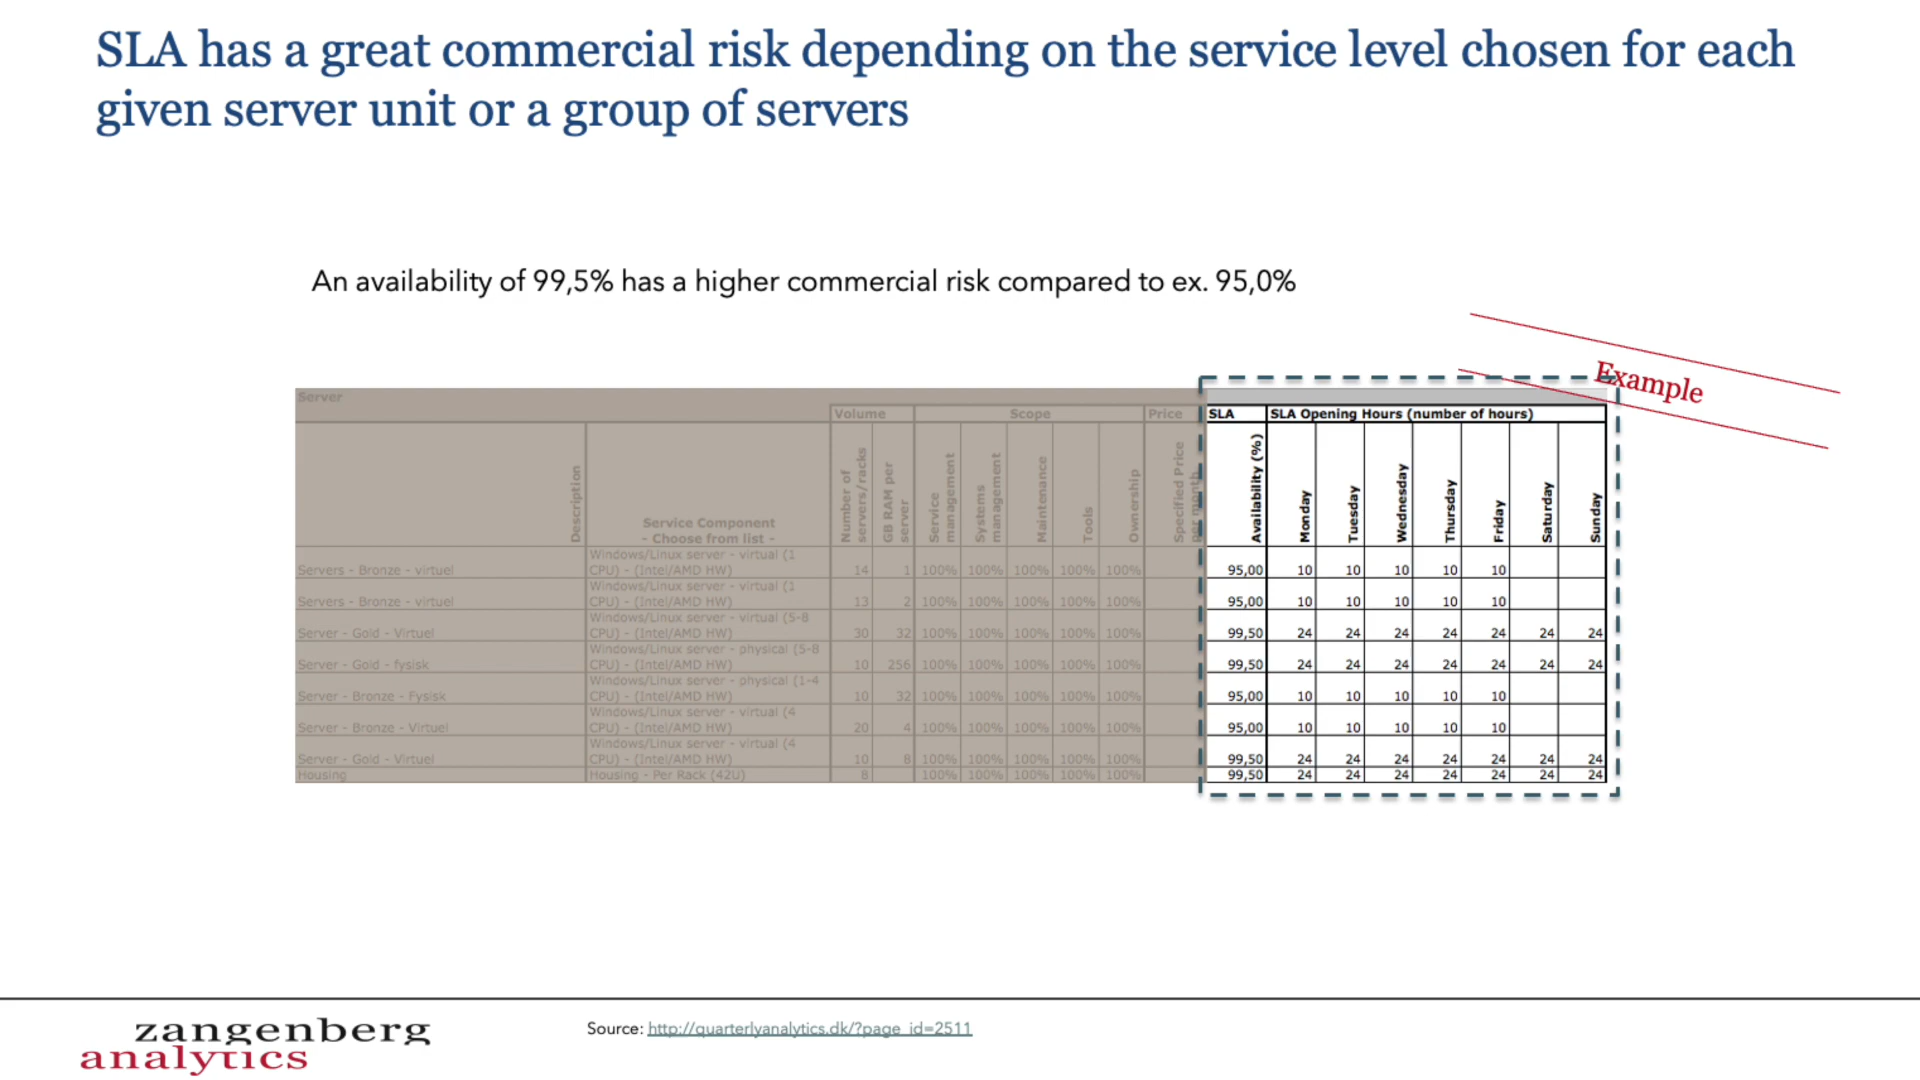 SLA has a great commercial risk depending on the service level chosen for each
given server unit or a group of servers
An availability of 99,5% has a higher commercial risk compared to ex. 95,0%
Example
Server
Volume Scope Price SLA SLA Opening Hours (number of hours)
Description
Service Component
- Choose from list -
Number of
servers/racks
GB RAM per
server
Service
management
Systems
management
Maintenance
Tools
Ownership
Specified Price
per month
Availability (%)
Monday
Tuesday
Wednesday
Thursday
Friday
Saturday
Sunday
Windows/Linux server - virtual (1
Servers - Bronze - virtuel CPU) - (Intel/AMD HW) 14 1 100% 100% 100% 100% 100% 95,00 10 10 10 10 10
Windows/Linux server - virtual (1
Servers - Bronze - virtuel CPU) - (Intel/AMD HW) 13 2 100% 100% 100% 100% 100% 95,00 10 10 10 10 10
Windows/Linux server - virtual (5-8
Server - Gold - Virtuel CPU) - (Intel/AMD HW) 30 32 100% 100% 100% 100% 100% 99,50 24 24 24 24 24 24 24
Windows/Linux server - physical (5-8
Server - Gold - fysisk CPU) - (Intel/AMD HW) 10 256 100% 100% 100% 100% 100% 99,50 24 24 24 24 24 24 24
Windows/Linux server - physical (1-4
Server - Bronze - Fysisk CPU) - (Intel/AMD HW) 10 32 100% 100% 100% 100% 100% 95,00 10 10 10 10 10
Windows/Linux server - virtual (4
Server - Bronze - Virtuel CPU) - (Intel/AMD HW) 20 4 100% 100% 100% 100% 100% 95,00 10 10 10 10 10
Windows/Linux server - virtual (4
Server - Gold - Virtuel CPU) - (Intel/AMD HW) 10 8 100% 100% 100% 100% 100% 99,50 24 24 24 24 24 24 24
Housing Housing - Per Rack (42U) 8 100% 100% 100% 100% 100% 99,50 24 24 24 24 24 24 24
zangenberg
analytics
Source: http://quarterlyanalytics.dk/?page_id=2511